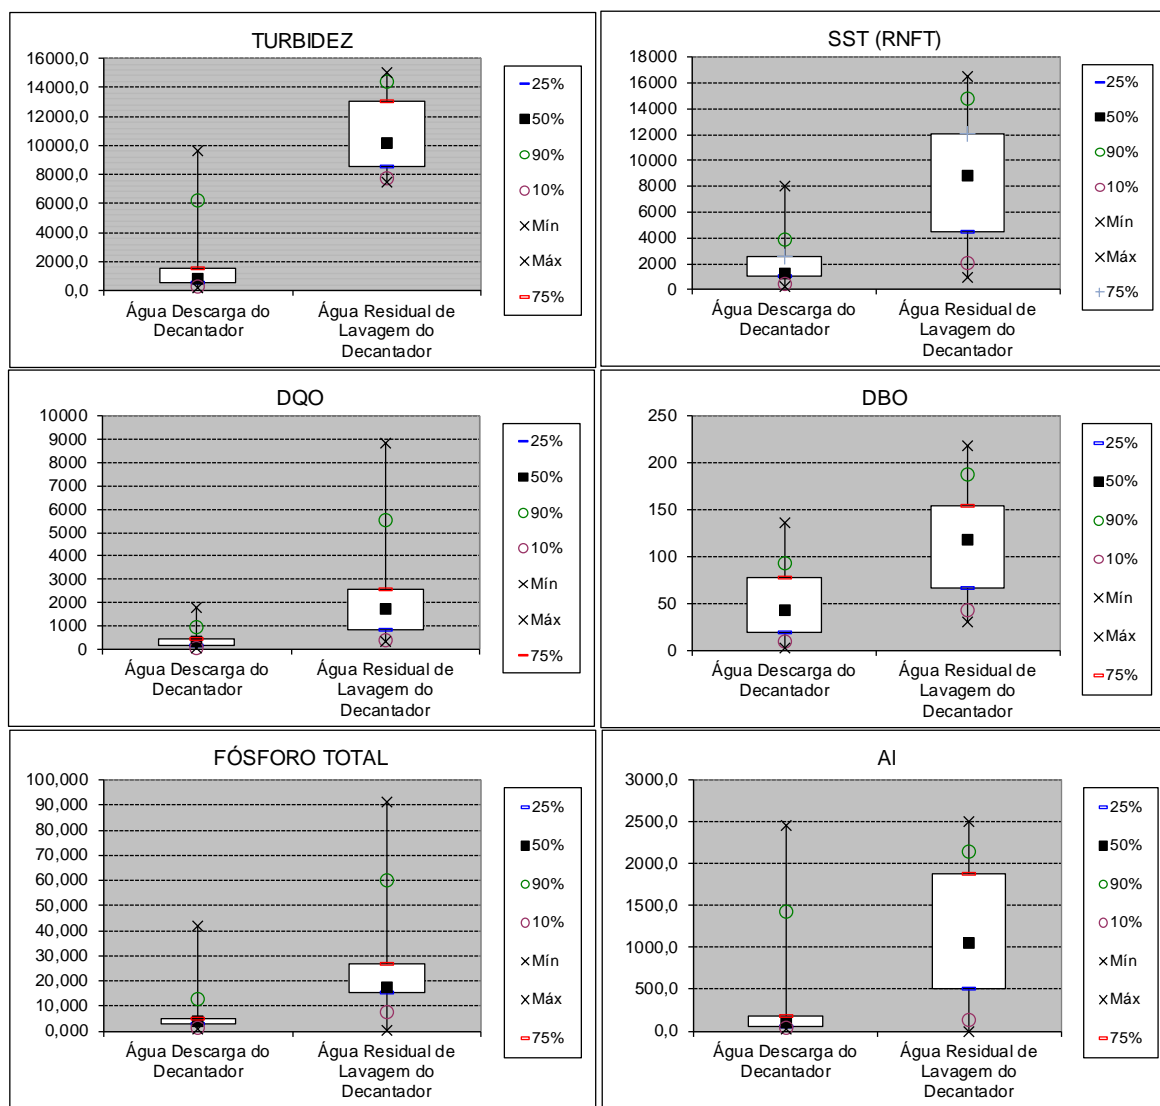 TURBIDEZ
16000,0
14000,0
12000,0
10000,0
8000,0
6000,0
4000,0
2000,0
0,0
Água Descarga do
Decantador
Água Residual de
Lavagem do
Decantador
25%
50%
90%
10%
Mín
Máx
75%
SST (RNFT)
18000
16000
14000
12000
10000
8000
6000
4000
2000
0
Água Descarga do
Decantador
Água Residual de
Lavagem do
Decantador
25%
50%
90%
10%
Mín
Máx
75%
DQO
10000
9000
8000
7000
6000
5000
4000
3000
2000
1000
0
Água Descarga do
Decantador
Água Residual de
Lavagem do
Decantador
25%
50%
90%
10%
Mín
Máx
75%
DBO
250
200
150
100
50
0
Água Descarga do
Decantador
Água Residual de
Lavagem do
Decantador
25%
50%
90%
10%
Mín
Máx
75%
FÓSFORO TOTAL
100,000
90,000
80,000
70,000
60,000
50,000
40,000
30,000
20,000
10,000
0,000
Água Descarga do
Decantador
Água Residual de
Lavagem do
Decantador
25%
50%
90%
10%
Mín
Máx
75%
Al
3000,0
2500,0
2000,0
1500,0
1000,0
500,0
0,0
Água Descarga do
Decantador
Água Residual de
Lavagem do
Decantador
25%
50%
90%
10%
Mín
Máx
75%